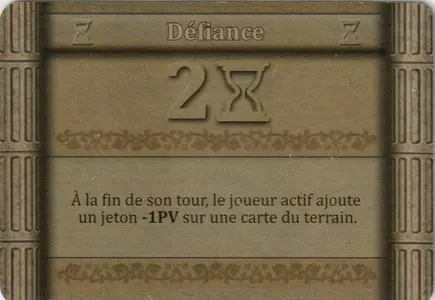 Défiance
2
À la fin de son tour, le joueur actif ajoute
un jeton -1PV sur une carte du terrain.